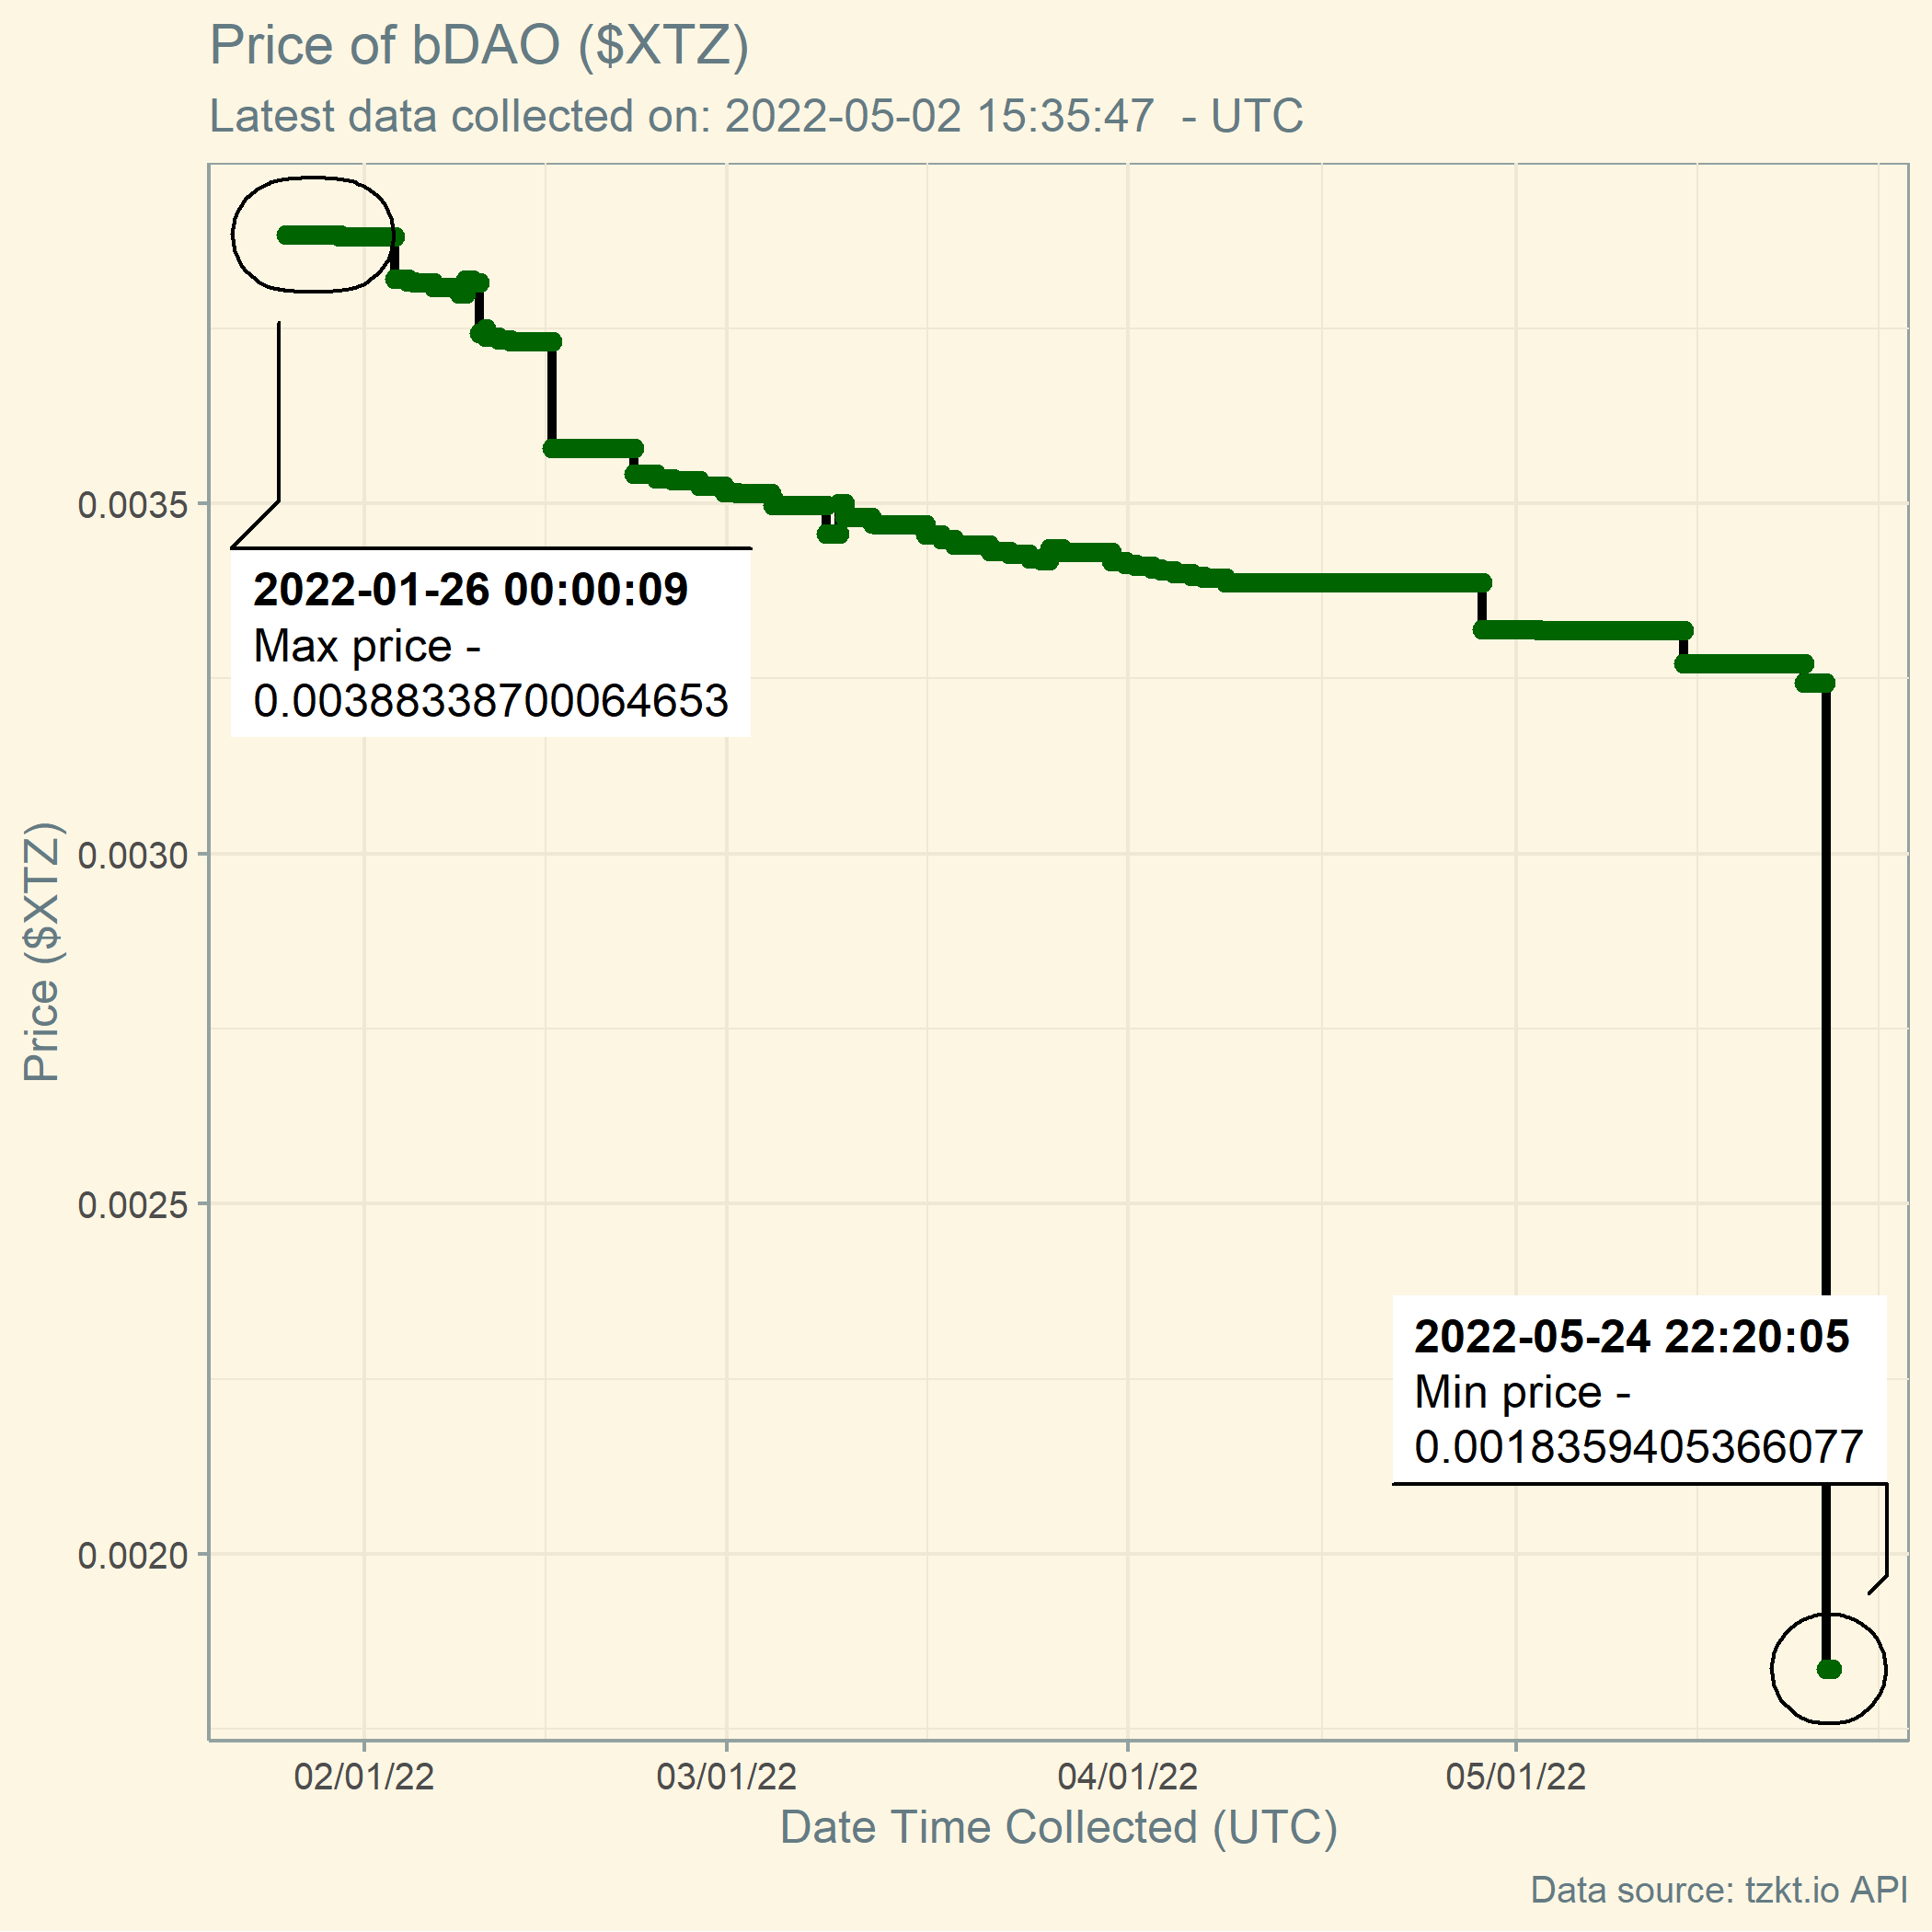 Price of bDAO ($XTZ)
Latest data collected on: 2022-05-02 15:35:47  - UTC
2022-01-26 00:00:09
Max price -
0.00388338700064653
0.0035
0.0030
0.0025
0.0020
Price ($XTZ)
2022-05-24 22:20:05
Min price -
0.0018359405366077
02/01/22
03/01/22
04/01/22
05/01/22
Date Time Collected (UTC)
Data source: tzkt.io API